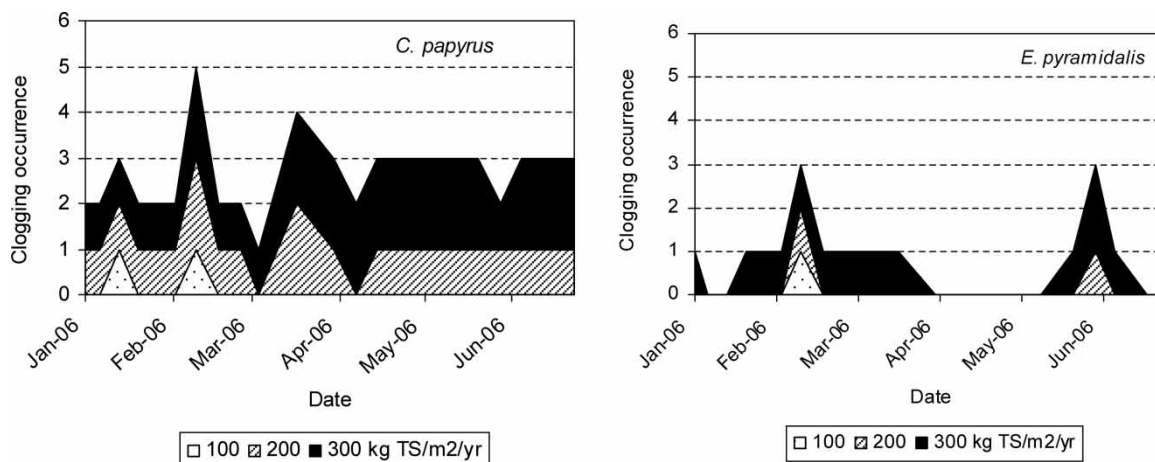 C. papyrus
Clogging occurrence
6
5
4
3
2
1
0
Jan-06
Feb-06
Mar-06
Apr-06
May-06
Jun-06
Date
100 200 300 kg TS/m2/yr
E. pyramidalis
Clogging occurrence
6
5
4
3
2
1
0
Jan-06
Feb-06
Mar-06
Apr-06
May-06
Jun-06
Date
100 200 300 kg TS/m2/yr